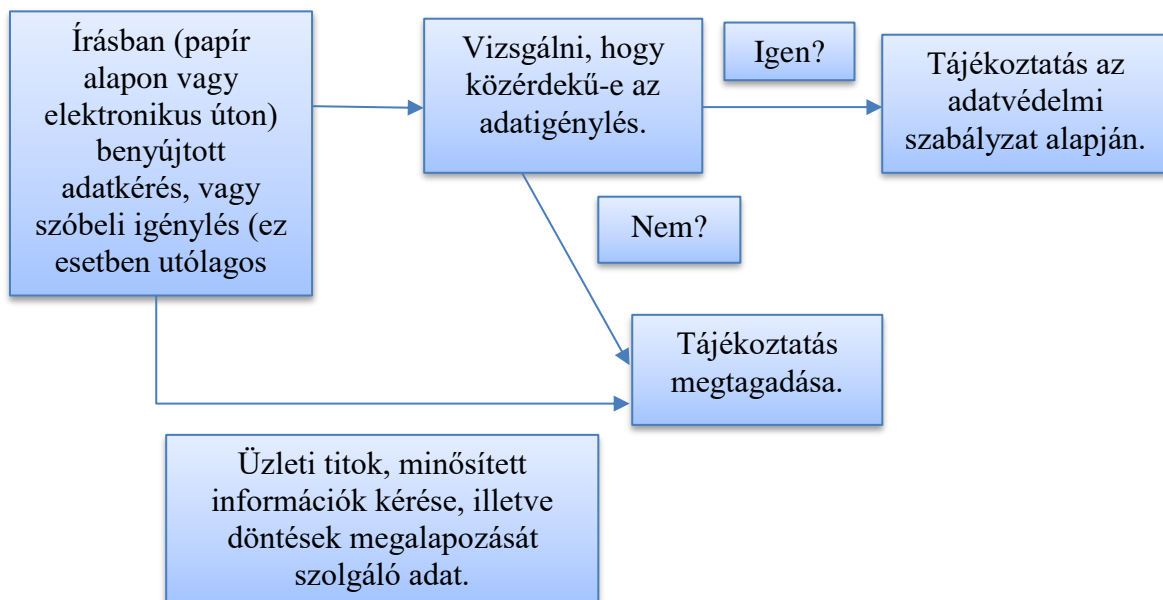 Írásban (papír
alapon vagy
elektronikus úton)
benyújtott
adatkérés, vagy
szóbeli igénylés (ez
esetben utólagos
Vizsgálni, hogy
közérdekű-e az
adatigénylés.
Igen?
Tájékoztatás az
adatvédelmi
szabályzat alapján.
Nem?
Tájékoztatás
megtagadása.
Üzleti titok, minősített
információk kérése, illetve
döntések megalapozását
szolgáló adat.